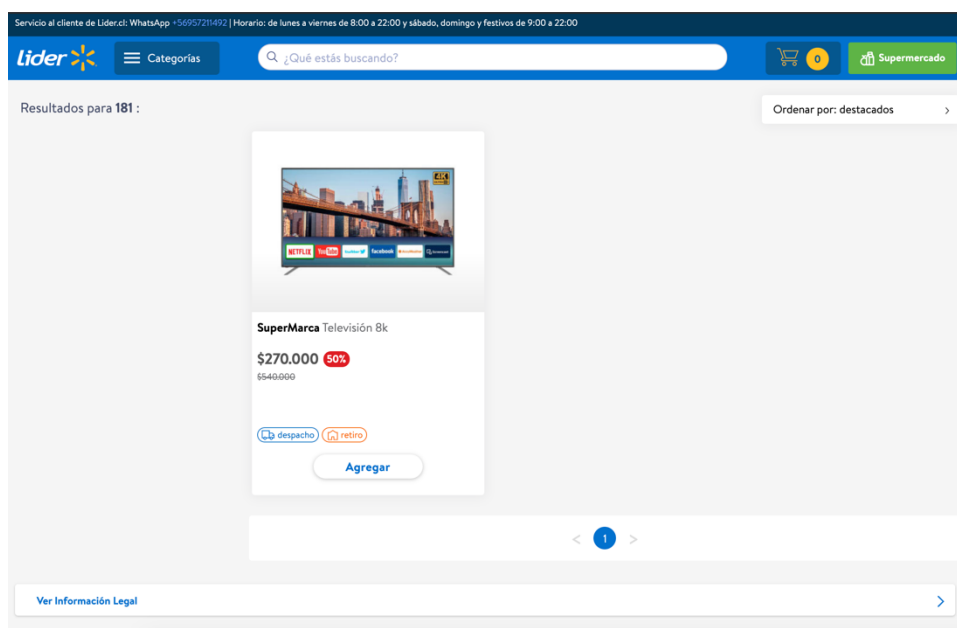 Servicio al cliente de Lider.cl: WhatsApp +56957211492 | Horario: de lunes a viernes de 8:00 a 22:00 y sábado, domingo y festivos de 9:00 a 22:00
Lider
Categorías
¿Qué estás buscando?
0
Supermercado
Resultados para 181 :
Ordenar por: destacados >
4K
NETFLIX YouTube facebook
SuperMarca Televisión 8k
$270.000 50%
$540.000
despacho retiro
Agregar
< 1 >
Ver Información Legal >